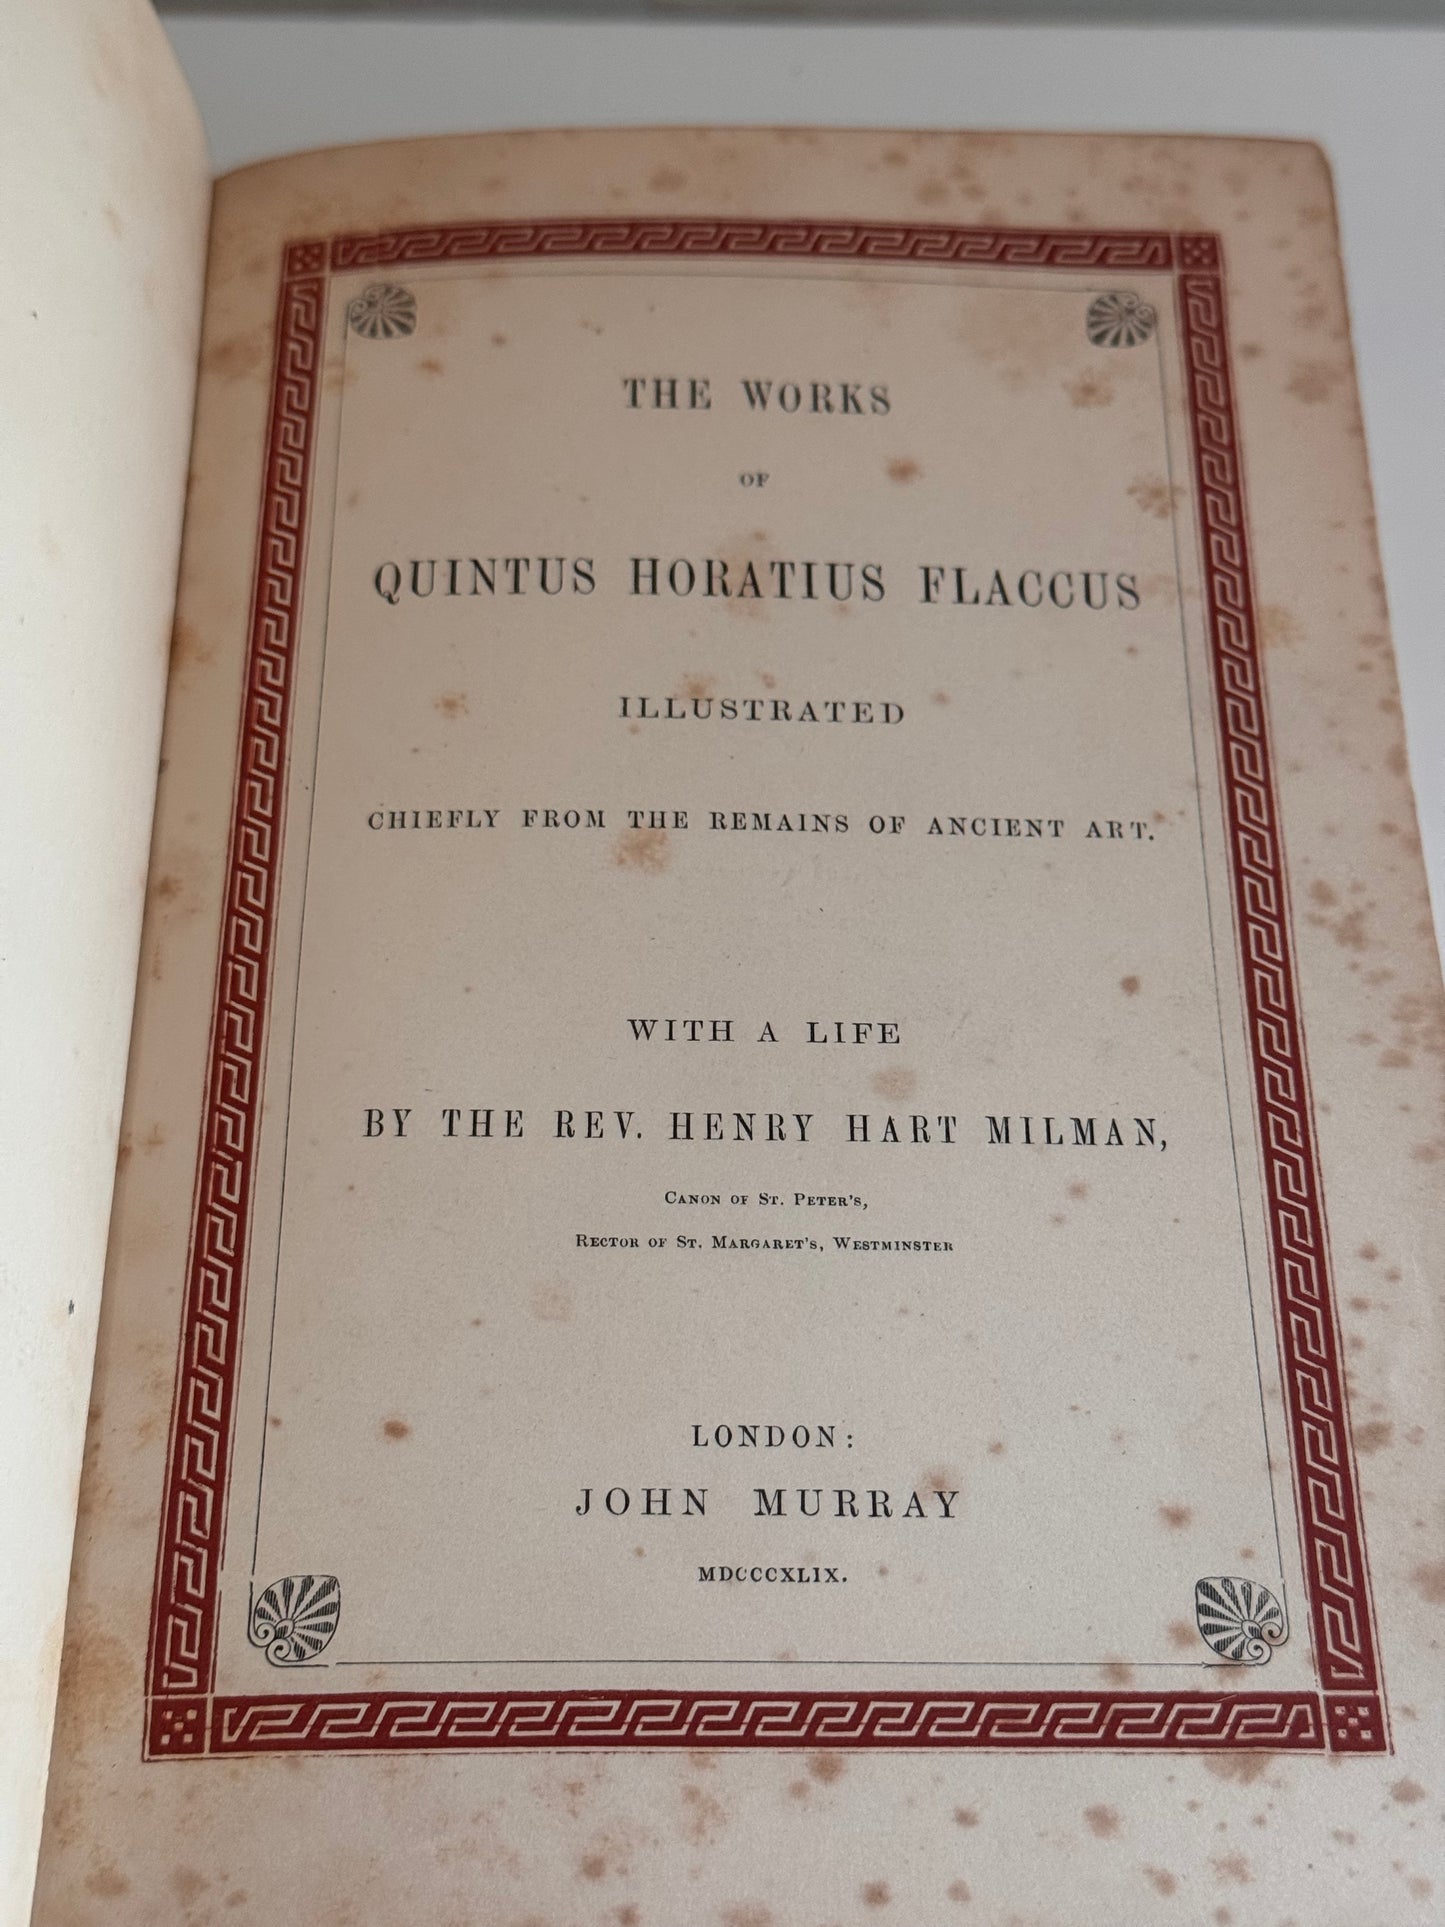 THE WORKS
OF
QUINTUS HORATIUS FLACCUS
ILLUSTRATED
CHIEFLY FROM THE REMAINS OF ANCIENT ART.
WITH A LIFE
BY THE REV. HENRY HART MILMAN,
CANON OF ST. PETER'S,
RECTOR OF ST. MARGARET'S, WESTMINSTER
LONDON:
JOHN MURRAY
MDCCCXLIX.